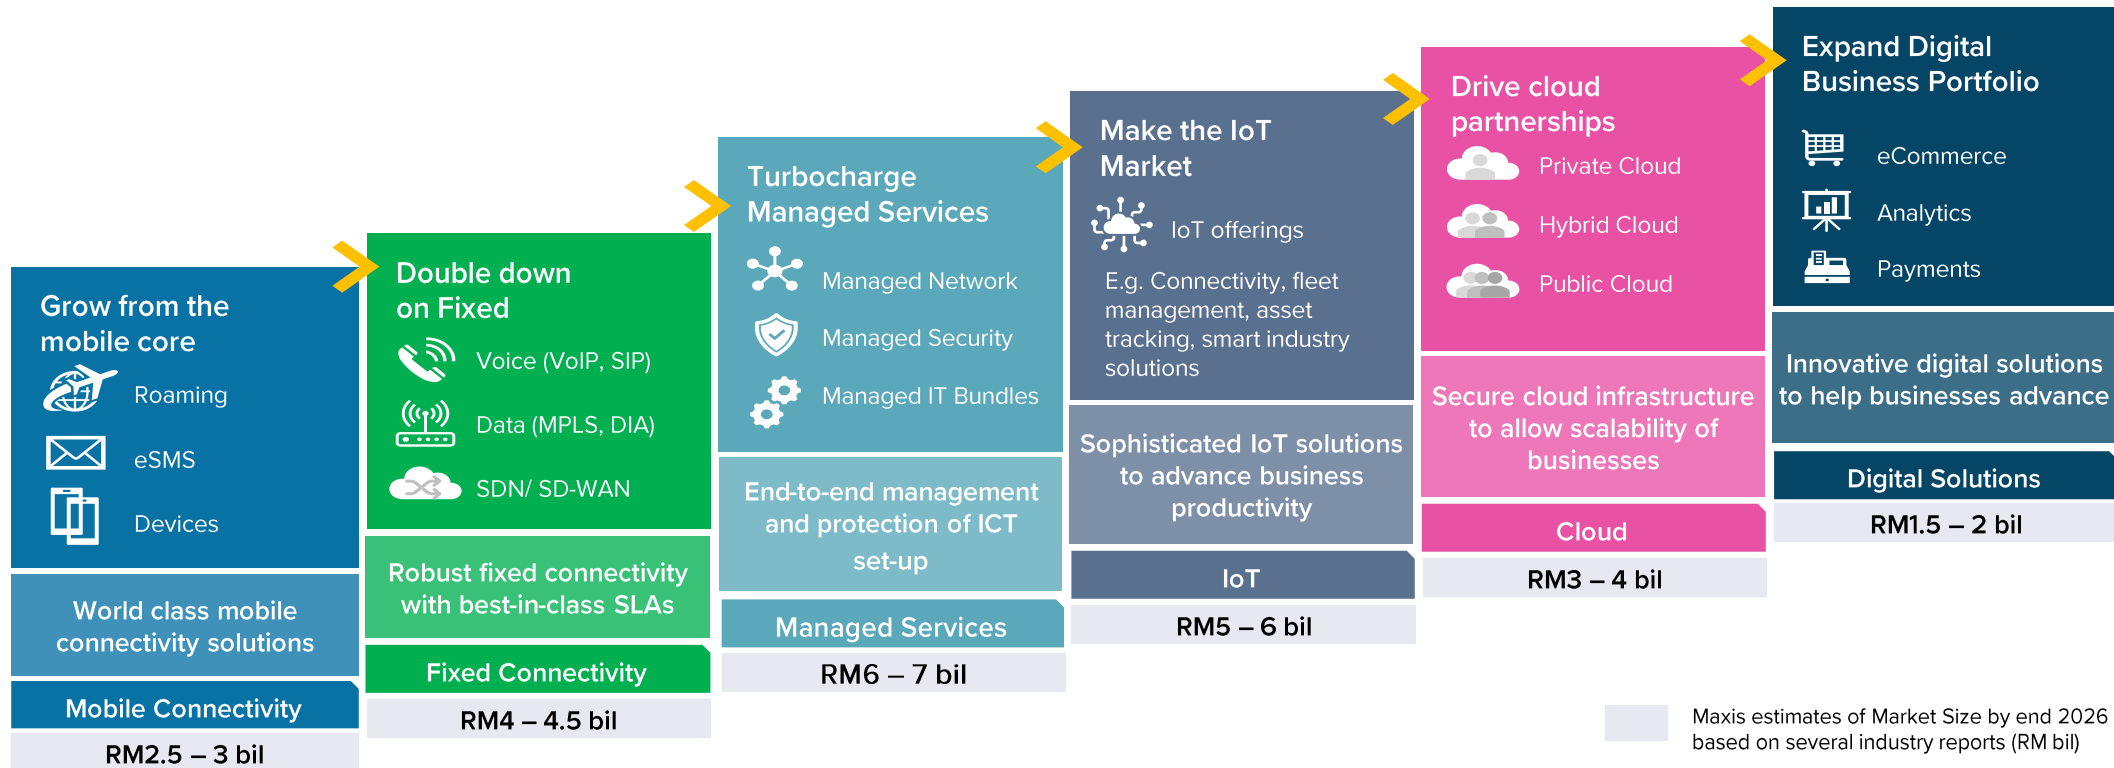 Grow from the
mobile core
Roaming
eSMS
Devices
World class mobile
connectivity solutions
Mobile Connectivity
RM2.5 – 3 bil
Double down
on Fixed
Voice (VoIP, SIP)
Data (MPLS, DIA)
SDN/ SD-WAN
Robust fixed connectivity
with best-in-class SLAs
Fixed Connectivity
RM4 – 4.5 bil
Turbocharge
Managed Services
Managed Network
Managed Security
Managed IT Bundles
End-to-end management
and protection of ICT
set-up
Managed Services
RM6 – 7 bil
Make the IoT
Market
IoT offerings
E.g. Connectivity, fleet
management, asset
tracking, smart industry
solutions
Sophisticated IoT solutions
to advance business
productivity
IoT
RM5 – 6 bil
Drive cloud
partnerships
Private Cloud
Hybrid Cloud
Public Cloud
Secure cloud infrastructure
to allow scalability of
businesses
Cloud
RM3 – 4 bil
Expand Digital
Business Portfolio
eCommerce
Analytics
Payments
Innovative digital solutions
to help businesses advance
Digital Solutions
RM1.5 – 2 bil
Maxis estimates of Market Size by end 2026
based on several industry reports (RM bil)